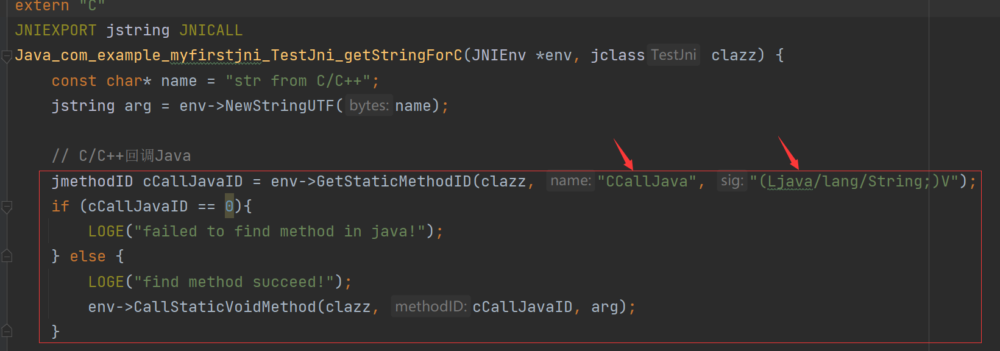 extern "C"
JNIEXPORT jstring JNICALL
Java_com_example_myfirstjni_TestJni_getStringForC(JNIEnv *env, jclass TestJni clazz) {
    const char* name = "str from C/C++";
    jstring arg = env->NewStringUTF( bytes: name);
    // C/C++回调Java
    jmethodID cCallJavaID = env->GetStaticMethodID(clazz, name: "CCallJava", sig: "(Ljava/lang/String;)V");
    if (cCallJavaID == 0){
        LOGE("failed to find method in java!");
    } else {
        LOGE("find method succeed!");
        env->CallStaticVoidMethod(clazz, methodID: cCallJavaID, arg);
    }